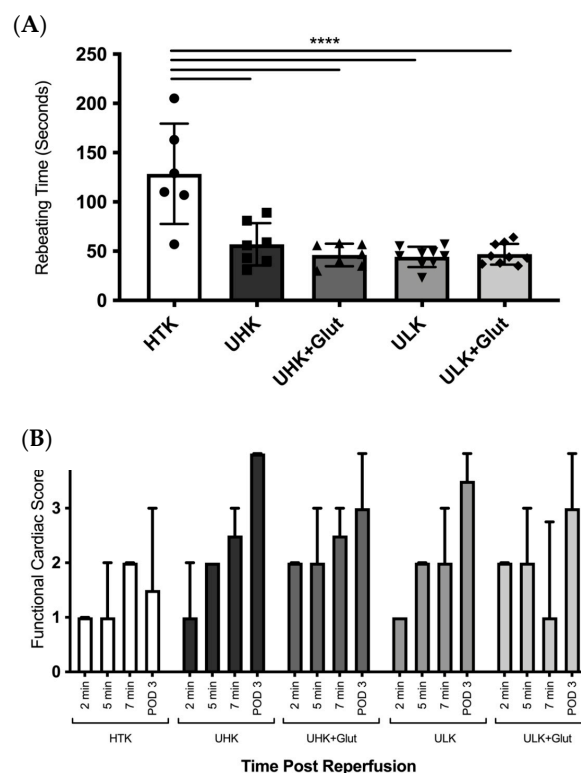 (A)
****
250
200
150
100
50
0
Rebeating Time (Seconds)
HTK
UHK
UHK+Glut
ULK
ULK+Glut
(B)
Functional Cardiac Score
3
2
1
0
2 min 5 min 7 min POD 3 2 min 5 min 7 min POD 3 2 min 5 min 7 min POD 3 2 min 5 min 7 min POD 3 2 min 5 min 7 min POD 3
HTK UHK UHK+Glut ULK ULK+Glut
Time Post Reperfusion